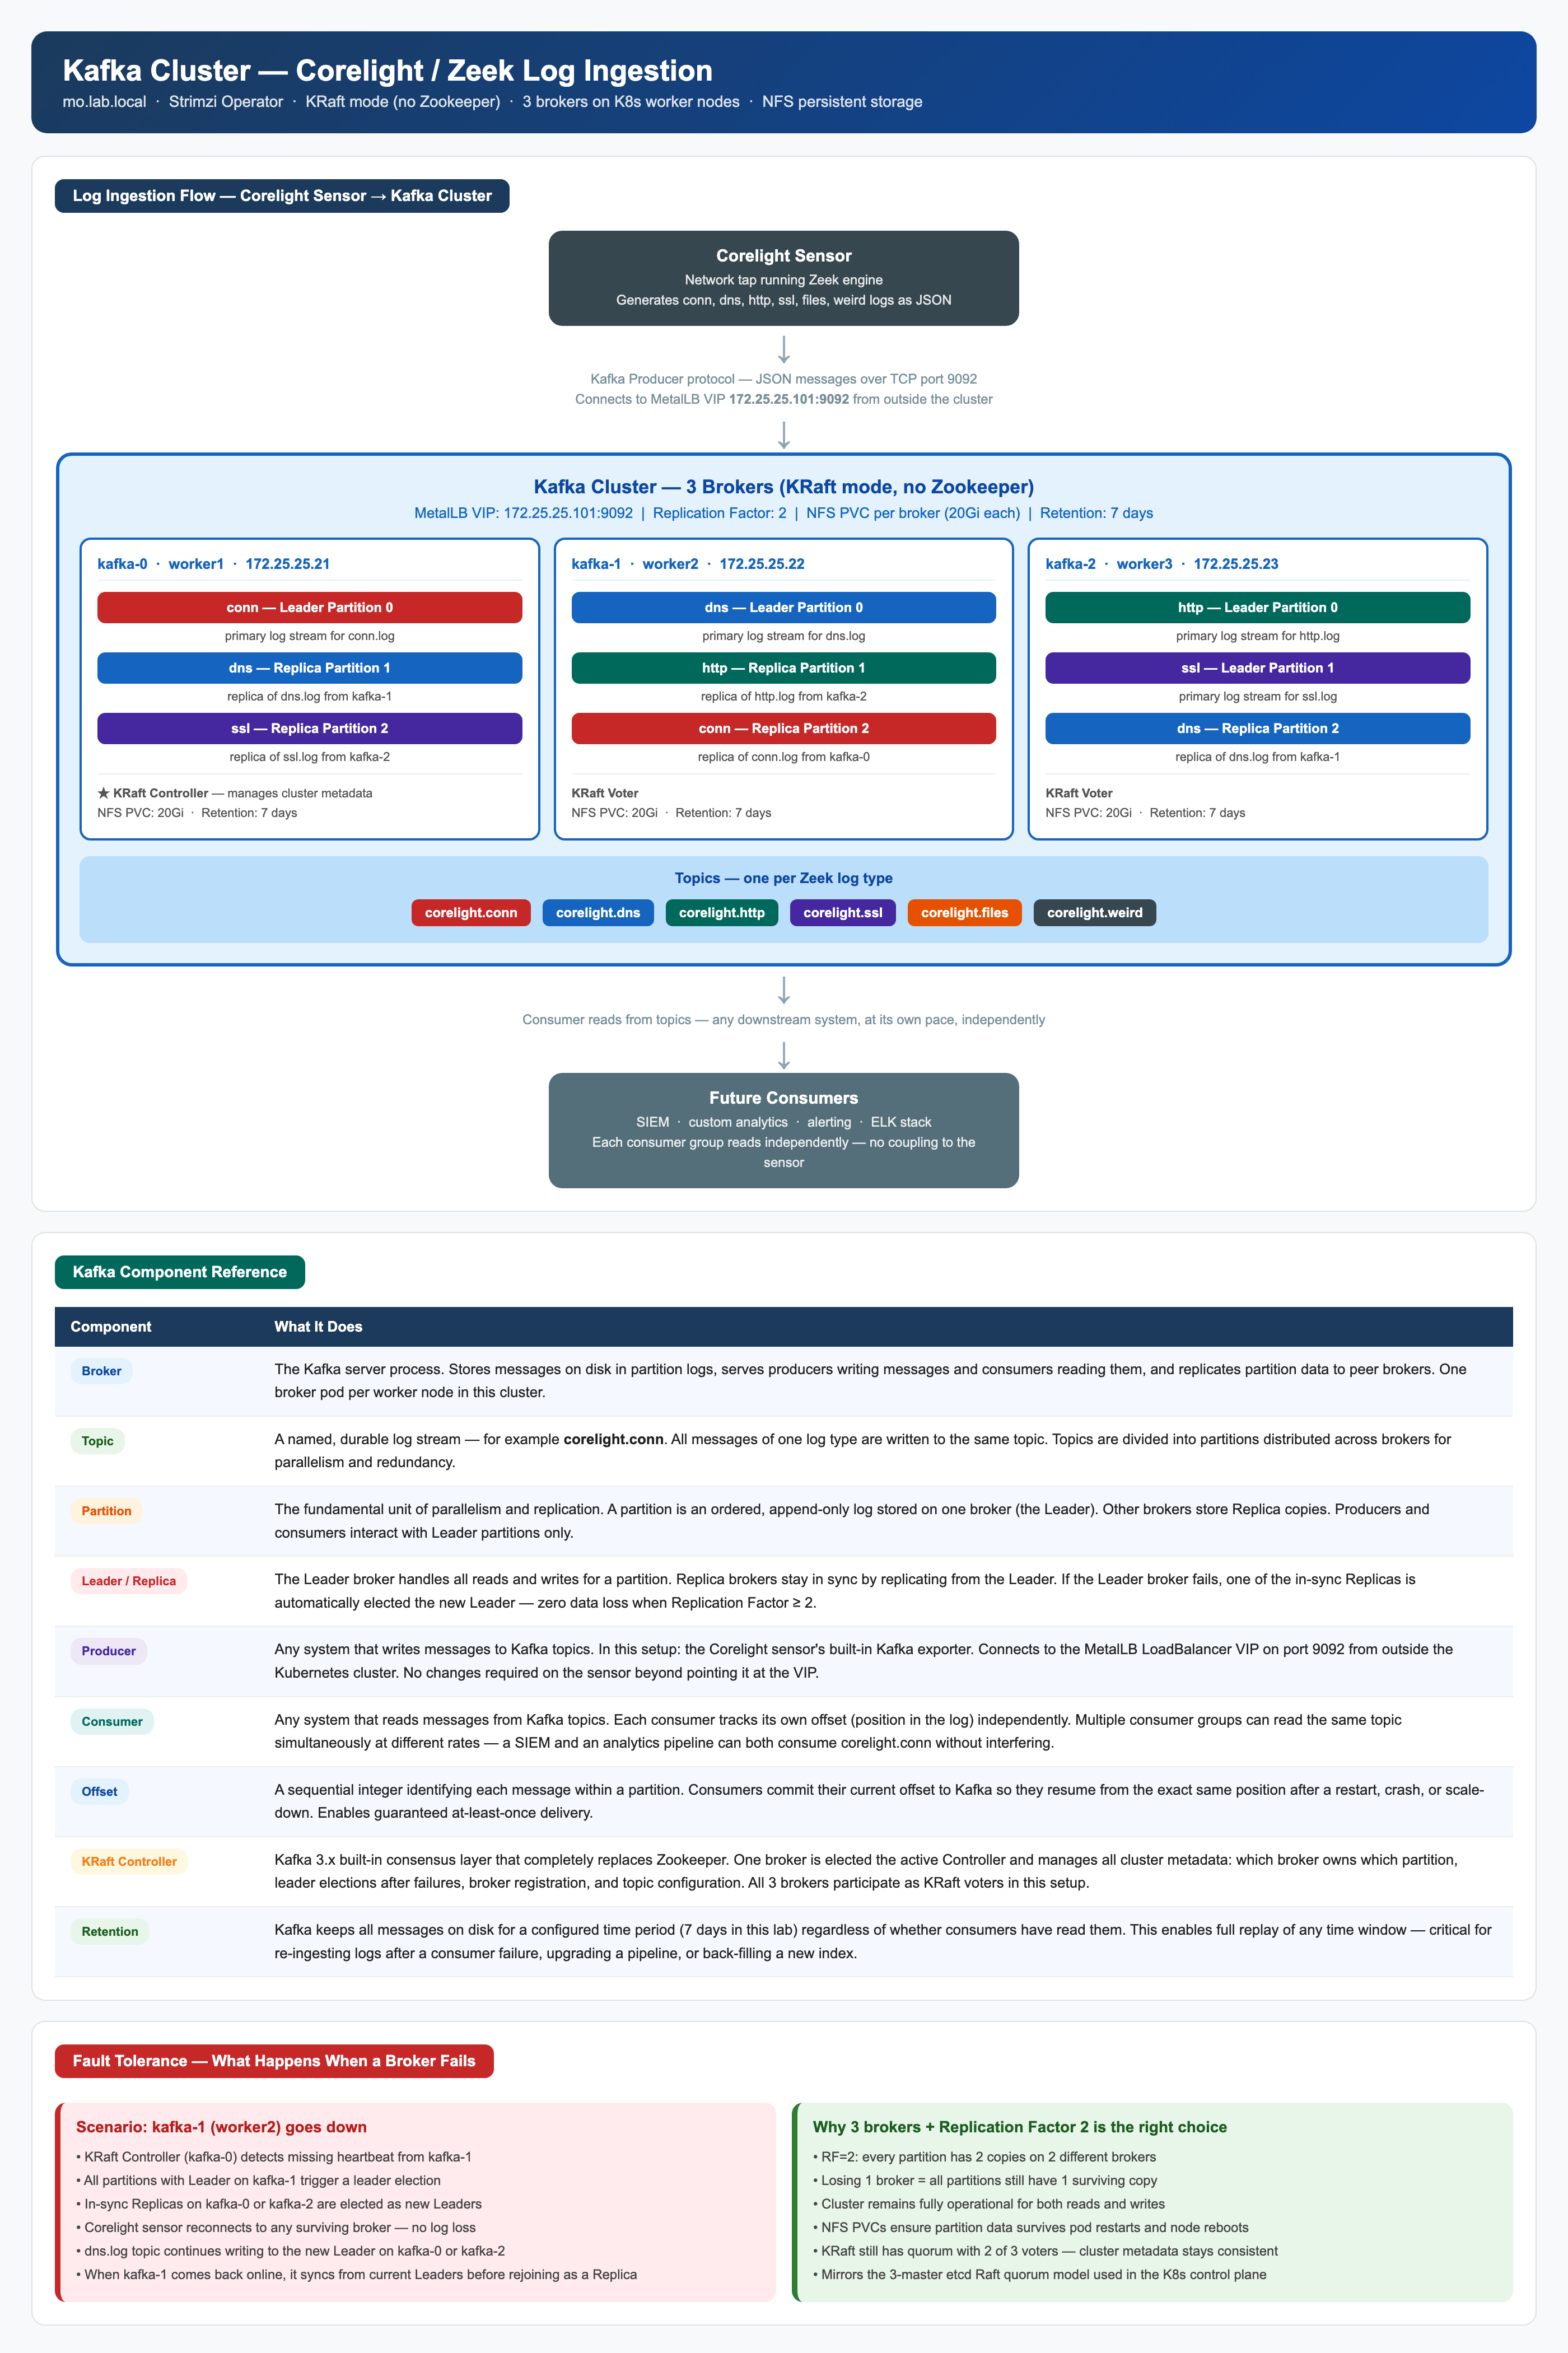 Kafka Cluster — Corelight / Zeek Log Ingestion
mo.lab.local · Strimzi Operator · KRaft mode (no Zookeeper) · 3 brokers on K8s worker nodes · NFS persistent storage
Log Ingestion Flow — Corelight Sensor → Kafka Cluster
Corelight Sensor
Network tap running Zeek engine
Generates conn, dns, http, ssl, files, weird logs as JSON
↓
Kafka Producer protocol — JSON messages over TCP port 9092
Connects to MetalLB VIP 172.25.25.101:9092 from outside the cluster
↓
Kafka Cluster — 3 Brokers (KRaft mode, no Zookeeper)
MetalLB VIP: 172.25.25.101:9092 | Replication Factor: 2 | NFS PVC per broker (20Gi each) | Retention: 7 days
kafka-0 · worker1 · 172.25.25.21
conn — Leader Partition 0
primary log stream for conn.log
dns — Replica Partition 1
replica of dns.log from kafka-1
ssl — Replica Partition 2
replica of ssl.log from kafka-2
★ KRaft Controller — manages cluster metadata
NFS PVC: 20Gi · Retention: 7 days
kafka-1 · worker2 · 172.25.25.22
dns — Leader Partition 0
primary log stream for dns.log
http — Replica Partition 1
replica of http.log from kafka-2
conn — Replica Partition 2
replica of conn.log from kafka-0
KRaft Voter
NFS PVC: 20Gi · Retention: 7 days
kafka-2 · worker3 · 172.25.25.23
http — Leader Partition 0
primary log stream for http.log
ssl — Leader Partition 1
primary log stream for ssl.log
dns — Replica Partition 2
replica of dns.log from kafka-1
KRaft Voter
NFS PVC: 20Gi · Retention: 7 days
Topics — one per Zeek log type
corelight.conn corelight.dns corelight.http corelight.ssl corelight.files corelight.weird
↓
Consumer reads from topics — any downstream system, at its own pace, independently
↓
Future Consumers
SIEM · custom analytics · alerting · ELK stack
Each consumer group reads independently — no coupling to the
sensor
Kafka Component Reference
Component What It Does
Broker
The Kafka server process. Stores messages on disk in partition logs, serves producers writing messages and consumers reading them, and replicates partition data to peer brokers. One
broker pod per worker node in this cluster.
Topic
A named, durable log stream — for example corelight.conn. All messages of one log type are written to the same topic. Topics are divided into partitions distributed across brokers for
parallelism and redundancy.
Partition
The fundamental unit of parallelism and replication. A partition is an ordered, append-only log stored on one broker (the Leader). Other brokers store Replica copies. Producers and
consumers interact with Leader partitions only.
Leader / Replica
The Leader broker handles all reads and writes for a partition. Replica brokers stay in sync by replicating from the Leader. If the Leader broker fails, one of the in-sync Replicas is
automatically elected the new Leader — zero data loss when Replication Factor ≥ 2.
Producer
Any system that writes messages to Kafka topics. In this setup: the Corelight sensor's built-in Kafka exporter. Connects to the MetalLB LoadBalancer VIP on port 9092 from outside the
Kubernetes cluster. No changes required on the sensor beyond pointing it at the VIP.
Consumer
Any system that reads messages from Kafka topics. Each consumer tracks its own offset (position in the log) independently. Multiple consumer groups can read the same topic
simultaneously at different rates — a SIEM and an analytics pipeline can both consume corelight.conn without interfering.
Offset
A sequential integer identifying each message within a partition. Consumers commit their current offset to Kafka so they resume from the exact same position after a restart, crash, or scale-
down. Enables guaranteed at-least-once delivery.
KRaft Controller
Kafka 3.x built-in consensus layer that completely replaces Zookeeper. One broker is elected the active Controller and manages all cluster metadata: which broker owns which partition,
leader elections after failures, broker registration, and topic configuration. All 3 brokers participate as KRaft voters in this setup.
Retention
Kafka keeps all messages on disk for a configured time period (7 days in this lab) regardless of whether consumers have read them. This enables full replay of any time window — critical for
re-ingesting logs after a consumer failure, upgrading a pipeline, or back-filling a new index.
Fault Tolerance — What Happens When a Broker Fails
Scenario: kafka-1 (worker2) goes down
• KRaft Controller (kafka-0) detects missing heartbeat from kafka-1
• All partitions with Leader on kafka-1 trigger a leader election
• In-sync Replicas on kafka-0 or kafka-2 are elected as new Leaders
• Corelight sensor reconnects to any surviving broker — no log loss
• dns.log topic continues writing to the new Leader on kafka-0 or kafka-2
• When kafka-1 comes back online, it syncs from current Leaders before rejoining as a Replica
Why 3 brokers + Replication Factor 2 is the right choice
• RF=2: every partition has 2 copies on 2 different brokers
• Losing 1 broker = all partitions still have 1 surviving copy
• Cluster remains fully operational for both reads and writes
• NFS PVCs ensure partition data survives pod restarts and node reboots
• KRaft still has quorum with 2 of 3 voters — cluster metadata stays consistent
• Mirrors the 3-master etcd Raft quorum model used in the K8s control plane